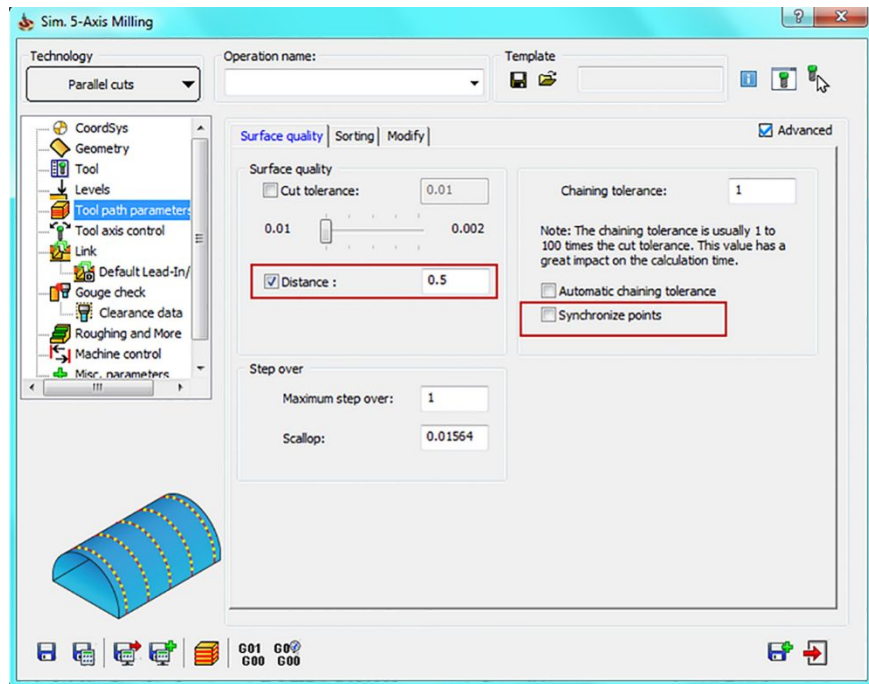 Sim. 5-Axis Milling
Technology
Operation name:
Template
Parallel cuts
CoordSys
Geometry
Tool
Levels
Tool path parameters
Tool axis control
Link
Default Lead-In/
Gouge check
Clearance data
Roughing and More
Machine control
Misc. parameters
Surface quality
Sorting
Modify
Advanced
Surface quality
Cut tolerance:
0.01
0.01
0.002
Distance :
0.5
Chaining tolerance:
1
Note: The chaining tolerance is usually 1 to
100 times the cut tolerance. This value has a
great impact on the calculation time.
Automatic chaining tolerance
Synchronize points
Step over
Maximum step over:
1
Scallop:
0.01564
G01 G0
G00 G00